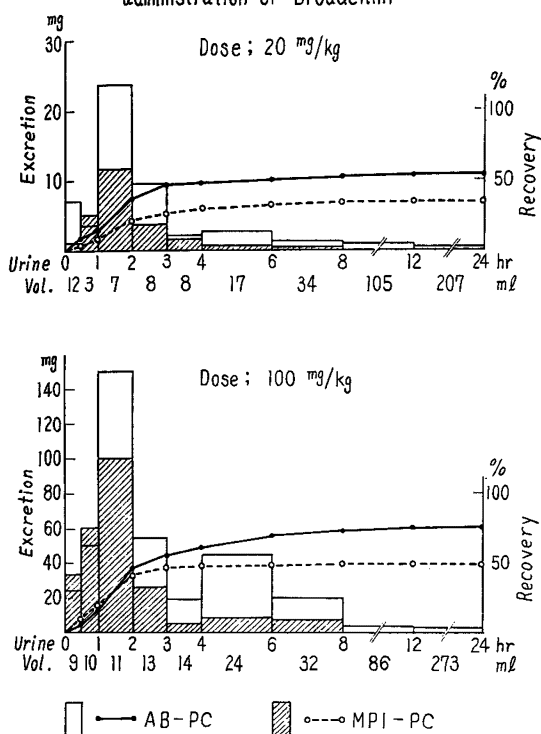 administration of Broadcillin
mg
Dose ; 20 mg/kg
30
20
10
Excretion
%
100
50
Recovery
Urine 0 1 2 3 4 6 8 12 24 hr
Vol. 12 3 7 8 8 17 34 105 207 ml
mg
Dose ; 100 mg/kg
140
120
100
80
60
40
20
Excretion
%
100
50
Recovery
Urine 0 1 2 3 4 6 8 12 24 hr
Vol. 9 10 11 13 14 24 32 86 273 ml
AB-PC MPI-PC